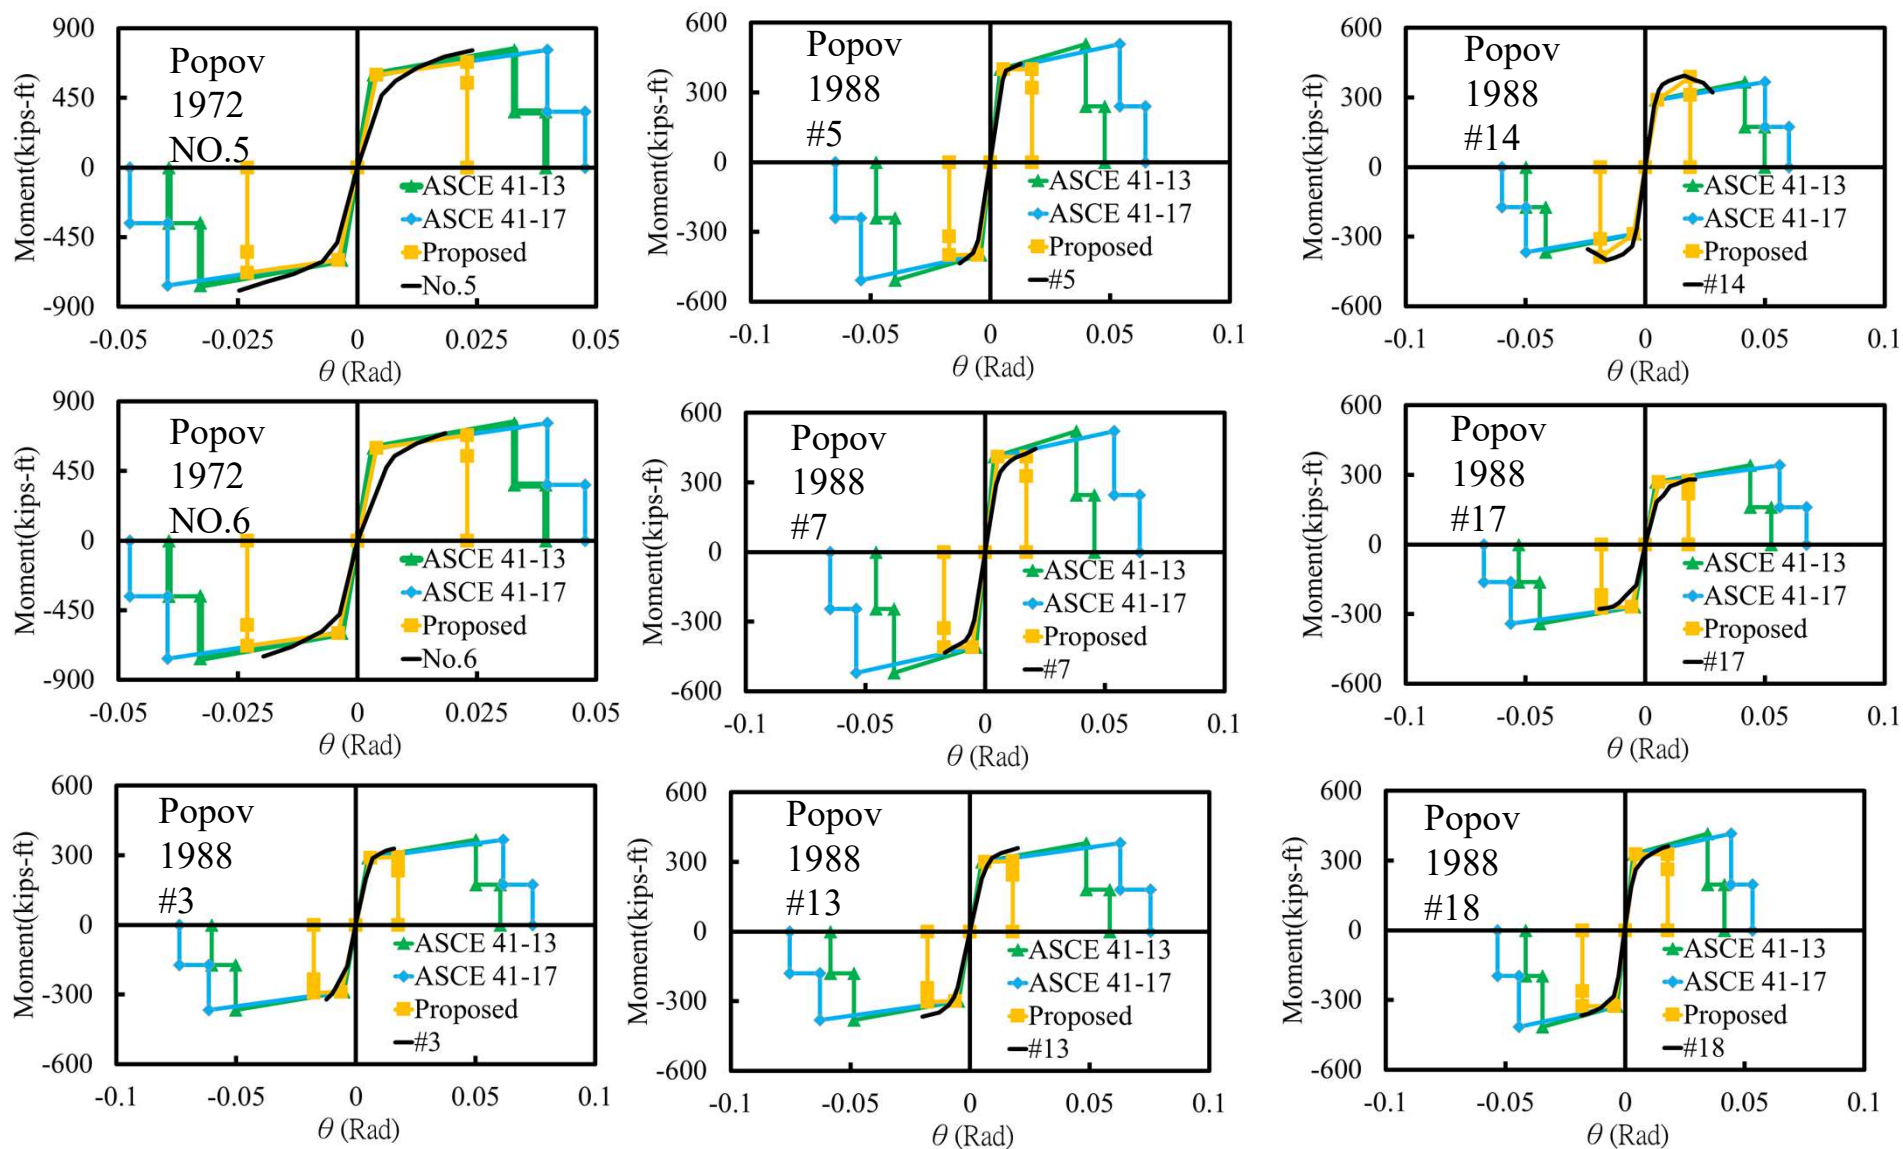 Popov
1972
NO.5
900
450
0
-450
-900
Moment(kips-ft)
ASCE 41-13
ASCE 41-17
Proposed
No.5
-0.05
-0.025
0
0.025
0.05
θ (Rad)
Popov
1988
#5
600
300
0
-300
-600
Moment(kips-ft)
ASCE 41-13
ASCE 41-17
Proposed
#5
-0.1
-0.05
0
0.05
0.1
θ (Rad)
Popov
1988
#14
600
300
0
-300
-600
Moment(kips-ft)
ASCE 41-13
ASCE 41-17
Proposed
#14
-0.1
-0.05
0
0.05
0.1
θ (Rad)
Popov
1972
NO.6
900
450
0
-450
-900
Moment(kips-ft)
ASCE 41-13
ASCE 41-17
Proposed
No.6
-0.05
-0.025
0
0.025
0.05
θ (Rad)
Popov
1988
#7
600
300
0
-300
-600
Moment(kips-ft)
ASCE 41-13
ASCE 41-17
Proposed
#7
-0.1
-0.05
0
0.05
0.1
θ (Rad)
Popov
1988
#17
600
300
0
-300
-600
Moment(kips-ft)
ASCE 41-13
ASCE 41-17
Proposed
#17
-0.1
-0.05
0
0.05
0.1
θ (Rad)
Popov
1988
#3
600
300
0
-300
-600
Moment(kips-ft)
ASCE 41-13
ASCE 41-17
Proposed
#3
-0.1
-0.05
0
0.05
0.1
θ (Rad)
Popov
1988
#13
600
300
0
-300
-600
Moment(kips-ft)
ASCE 41-13
ASCE 41-17
Proposed
#13
-0.1
-0.05
0
0.05
0.1
θ (Rad)
Popov
1988
#18
600
300
0
-300
-600
Moment(kips-ft)
ASCE 41-13
ASCE 41-17
Proposed
#18
-0.1
-0.05
0
0.05
0.1
θ (Rad)